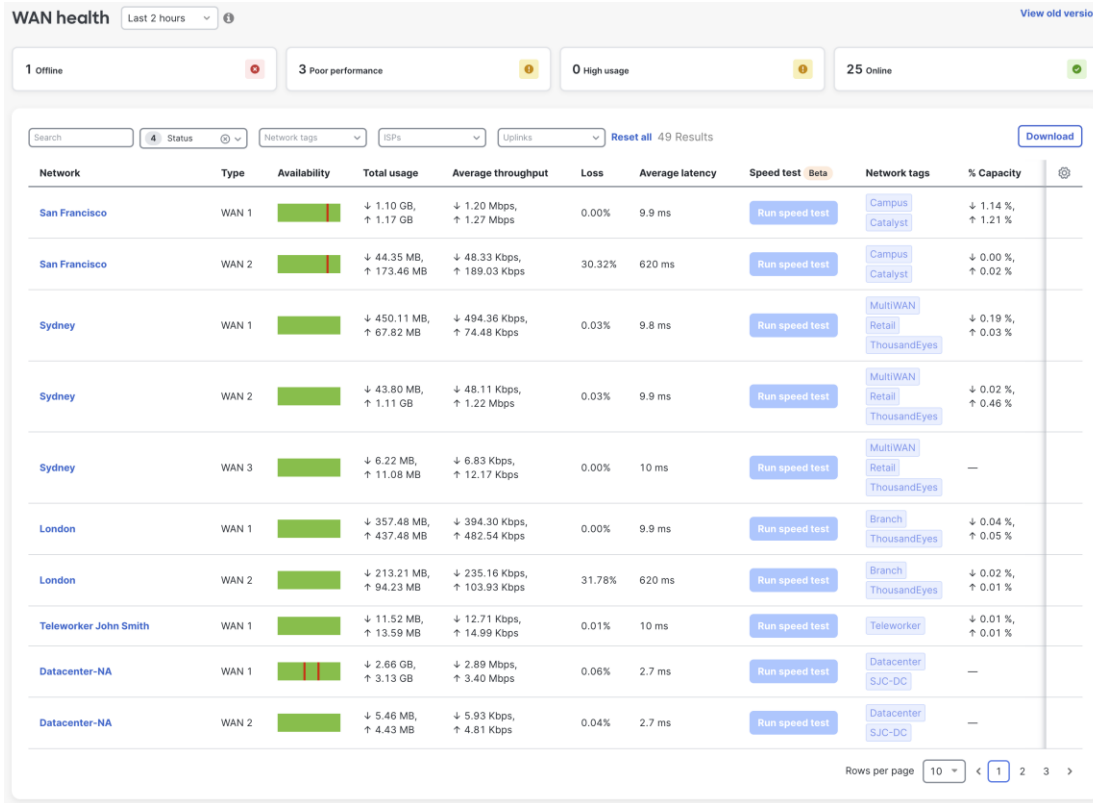 WAN health Last 2 hours View old versio
1 Offline 3 Poor performance 0 High usage 25 Online
Search 4 Status Network tags ISPs Uplinks Reset all 49 Results Download
Network Type Availability Total usage Average throughput Loss Average latency Speed test Beta Network tags % Capacity
San Francisco WAN 1 ↓ 1.10 GB, ↓ 1.20 Mbps, 0.00% 9.9 ms Run speed test Campus ↓ 1.14 %,
↑ 1.17 GB ↑ 1.27 Mbps Catalyst ↑ 1.21 %
San Francisco WAN 2 ↓ 44.35 MB, ↓ 48.33 Kbps, 30.32% 620 ms Run speed test Campus ↓ 0.00 %,
↑ 173.46 MB ↑ 189.03 Kbps Catalyst ↑ 0.02 %
MultiWAN
Sydney WAN 1 ↓ 450.11 MB, ↓ 494.36 Kbps, 0.03% 9.8 ms Run speed test Retail ↓ 0.19 %,
↑ 67.82 MB ↑ 74.48 Kbps ThousandEyes ↑ 0.03 %
MultiWAN
Sydney WAN 2 ↓ 43.80 MB, ↓ 48.11 Kbps, 0.03% 9.9 ms Run speed test Retail ↓ 0.02 %,
↑ 1.11 GB ↑ 1.22 Mbps ThousandEyes ↑ 0.46 %
MultiWAN
Sydney WAN 3 ↓ 6.22 MB, ↓ 6.83 Kbps, 0.00% 10 ms Run speed test Retail —
↑ 11.08 MB ↑ 12.17 Kbps ThousandEyes
London WAN 1 ↓ 357.48 MB, ↓ 394.30 Kbps, 0.00% 9.9 ms Run speed test Branch ↓ 0.04 %,
↑ 437.48 MB ↑ 482.54 Kbps ThousandEyes ↑ 0.05 %
London WAN 2 ↓ 213.21 MB, ↓ 235.16 Kbps, 31.78% 620 ms Run speed test Branch ↓ 0.02 %,
↑ 94.23 MB ↑ 103.93 Kbps ThousandEyes ↑ 0.01 %
Teleworker John Smith WAN 1 ↓ 11.52 MB, ↓ 12.71 Kbps, 0.01% 10 ms Run speed test Teleworker ↓ 0.01 %,
↑ 13.59 MB ↑ 14.99 Kbps ↑ 0.01 %
Datacenter-NA WAN 1 ↓ 2.66 GB, ↓ 2.89 Mbps, 0.06% 2.7 ms Run speed test Datacenter —
↑ 3.13 GB ↑ 3.40 Mbps SJC-DC
Datacenter-NA WAN 2 ↓ 5.46 MB, ↓ 5.93 Kbps, 0.04% 2.7 ms Run speed test Datacenter —
↑ 4.43 MB ↑ 4.81 Kbps SJC-DC
Rows per page 10 < 1 2 3 >